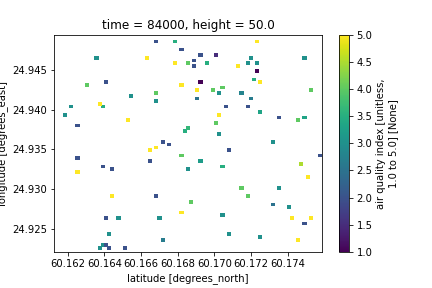 time = 84000, height = 50.0
24.945
24.940
24.935
24.930
24.925
longitude [degrees_east]
60.162 60.164 60.166 60.168 60.170 60.172 60.174
latitude [degrees_north]
5.0
4.5
4.0
3.5
3.0
2.5
2.0
1.5
1.0
air quality index [unitless,
1.0 to 5.0] [None]